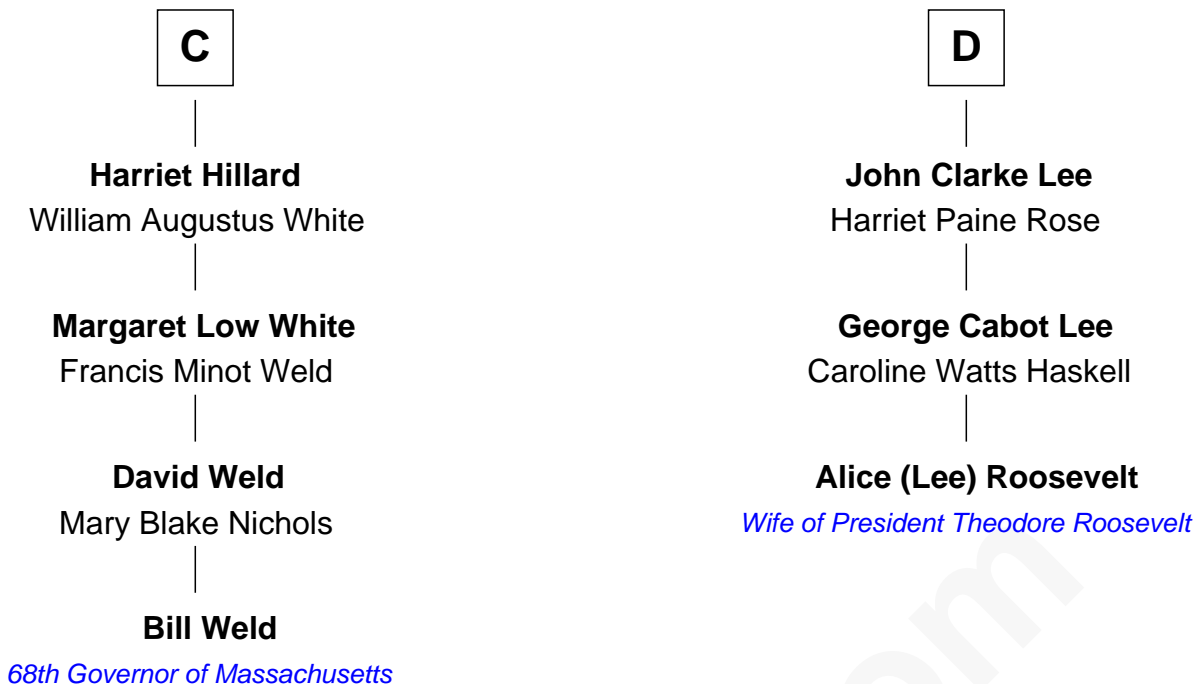 C
Harriet Hillard
William Augustus White
Margaret Low White
Francis Minot Weld
David Weld
Mary Blake Nichols
Bill Weld
68th Governor of Massachusetts
D
John Clarke Lee
Harriet Paine Rose
George Cabot Lee
Caroline Watts Haskell
Alice (Lee) Roosevelt
Wife of President Theodore Roosevelt